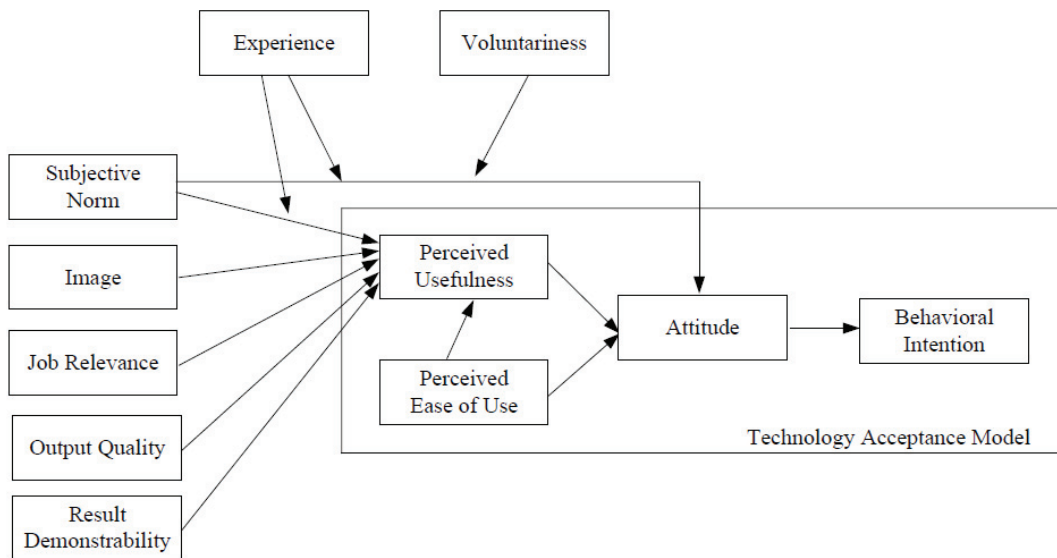 Experience
Voluntariness
Subjective
Norm
Perceived
Usefulness
Image
Attitude
Behavioral
Intention
Job Relevance
Perceived
Ease of Use
Technology Acceptance Model
Output Quality
Result
Demonstrability